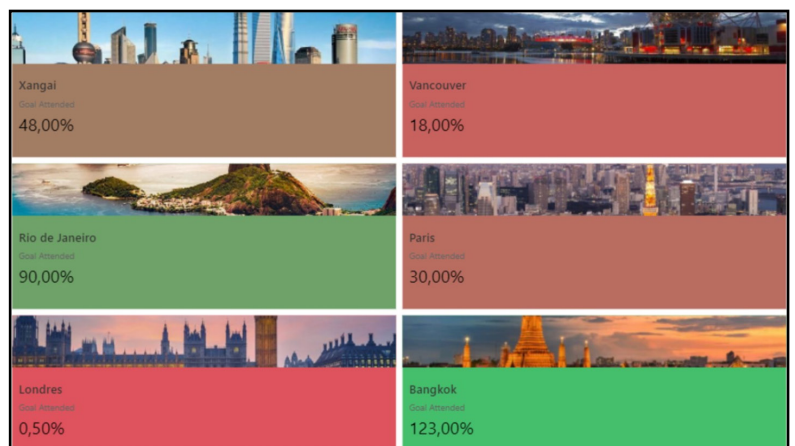 Xangai
Goal Attended
48,00%
Vancouver
Goal Attended
18,00%
Rio de Janeiro
Goal Attended
90,00%
Paris
Goal Attended
30,00%
Londres
Goal Attended
0,50%
Bangkok
Goal Attended
123,00%